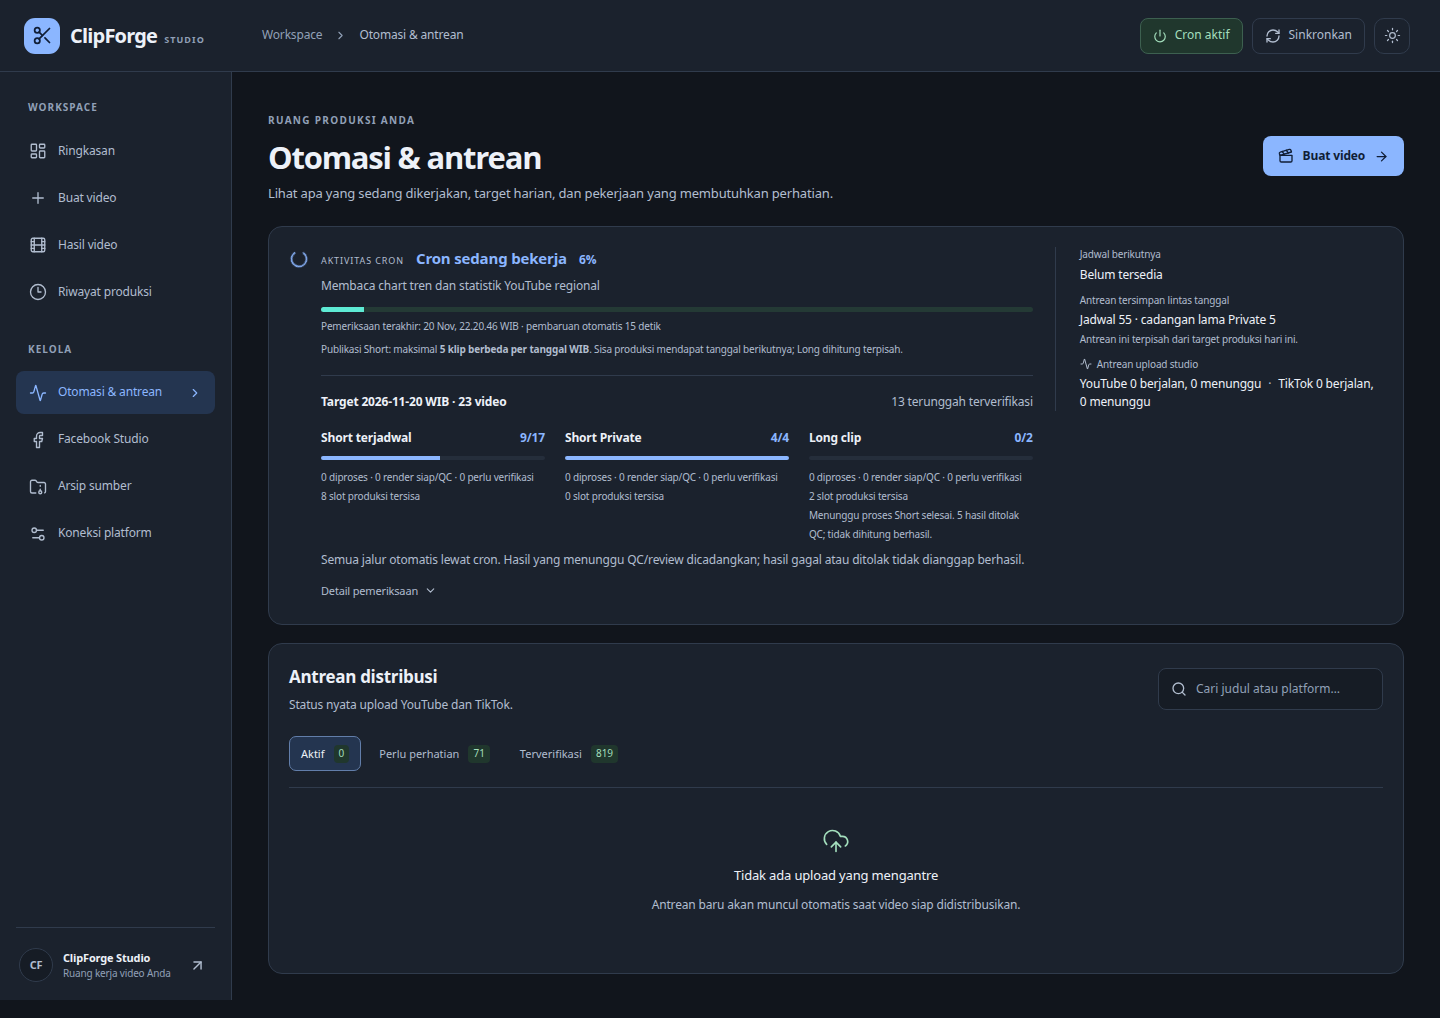 ClipForge STUDIO
Workspace > Otomasi & antrean
Cron aktif
Sinkronkan
WORKSPACE
Ringkasan
Buat video
Hasil video
Riwayat produksi
KELOLA
Otomasi & antrean
Facebook Studio
Arsip sumber
Koneksi platform
CF
ClipForge Studio
Ruang kerja video Anda
RUANG PRODUKSI ANDA
Otomasi & antrean
Lihat apa yang sedang dikerjakan, target harian, dan pekerjaan yang membutuhkan perhatian.
Buat video
AKTIVITAS CRON Cron sedang bekerja 6%
Membaca chart tren dan statistik YouTube regional
Pemeriksaan terakhir: 20 Nov, 22.20.46 WIB · pembaruan otomatis 15 detik
Publikasi Short: maksimal 5 klip berbeda per tanggal WIB. Sisa produksi mendapat tanggal berikutnya; Long dihitung terpisah.
Target 2026-11-20 WIB · 23 video
13 terunggah terverifikasi
Short terjadwal 9/17
0 diproses · 0 render siap/QC · 0 perlu verifikasi
8 slot produksi tersisa
Short Private 4/4
0 diproses · 0 render siap/QC · 0 perlu verifikasi
0 slot produksi tersisa
Long clip 0/2
0 diproses · 0 render siap/QC · 0 perlu verifikasi
2 slot produksi tersisa
Menunggu proses Short selesai. 5 hasil ditolak
QC; tidak dihitung berhasil.
Semua jalur otomatis lewat cron. Hasil yang menunggu QC/review dicadangkan; hasil gagal atau ditolak tidak dianggap berhasil.
Detail pemeriksaan
Jadwal berikutnya
Belum tersedia
Antrean tersimpan lintas tanggal
Jadwal 55 · cadangan lama Private 5
Antrean ini terpisah dari target produksi hari ini.
Antrean upload studio
YouTube 0 berjalan, 0 menunggu · TikTok 0 berjalan,
0 menunggu
Antrean distribusi
Status nyata upload YouTube dan TikTok.
Cari judul atau platform...
Aktif 0
Perlu perhatian 71
Terverifikasi 819
Tidak ada upload yang mengantre
Antrean baru akan muncul otomatis saat video siap didistribusikan.